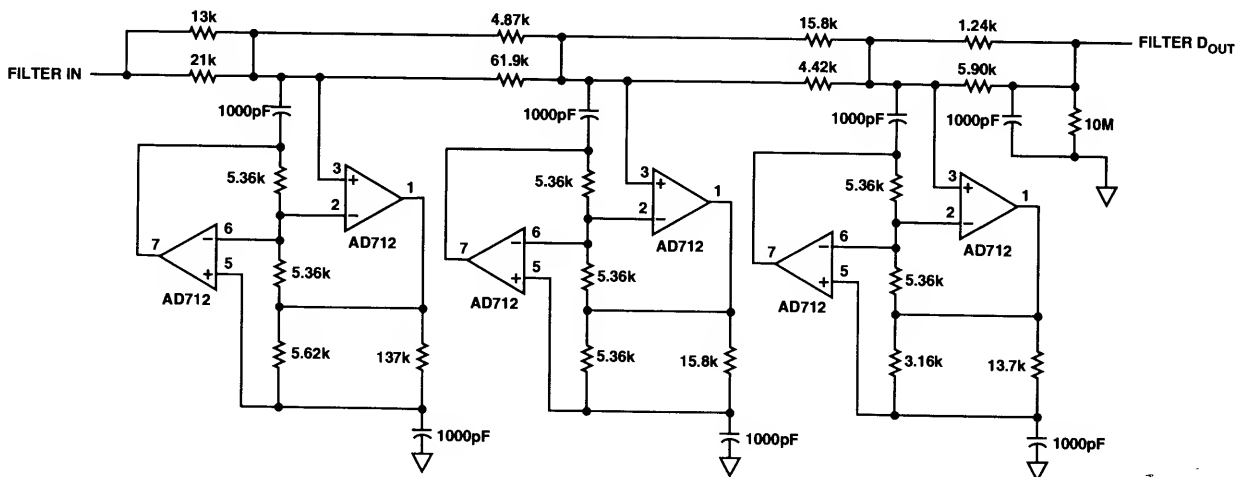 13k
4.87k
15.8k
1.24k
FILTER D_OUT
FILTER IN
21k
61.9k
4.42k
5.90k
1000pF
1000pF
1000pF
1000pF
10M
5.36k
3
1
5.36k
3
1
5.36k
3
1
2
2
2
AD712
AD712
AD712
7
6
7
6
7
6
5
5.36k
5
5.36k
5
5.36k
AD712
AD712
AD712
5.62k
137k
5.36k
15.8k
3.16k
13.7k
1000pF
1000pF
1000pF